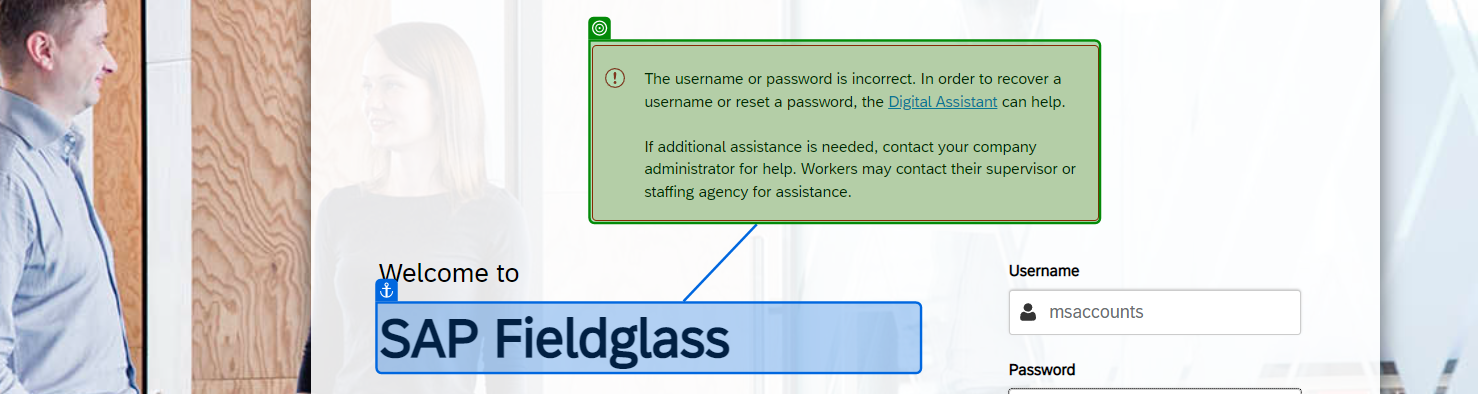 The username or password is incorrect. In order to recover a
username or reset a password, the Digital Assistant can help.
If additional assistance is needed, contact your company
administrator for help. Workers may contact their supervisor or
staffing agency for assistance.
Welcome to
SAP Fieldglass
Username
msaccounts
Password